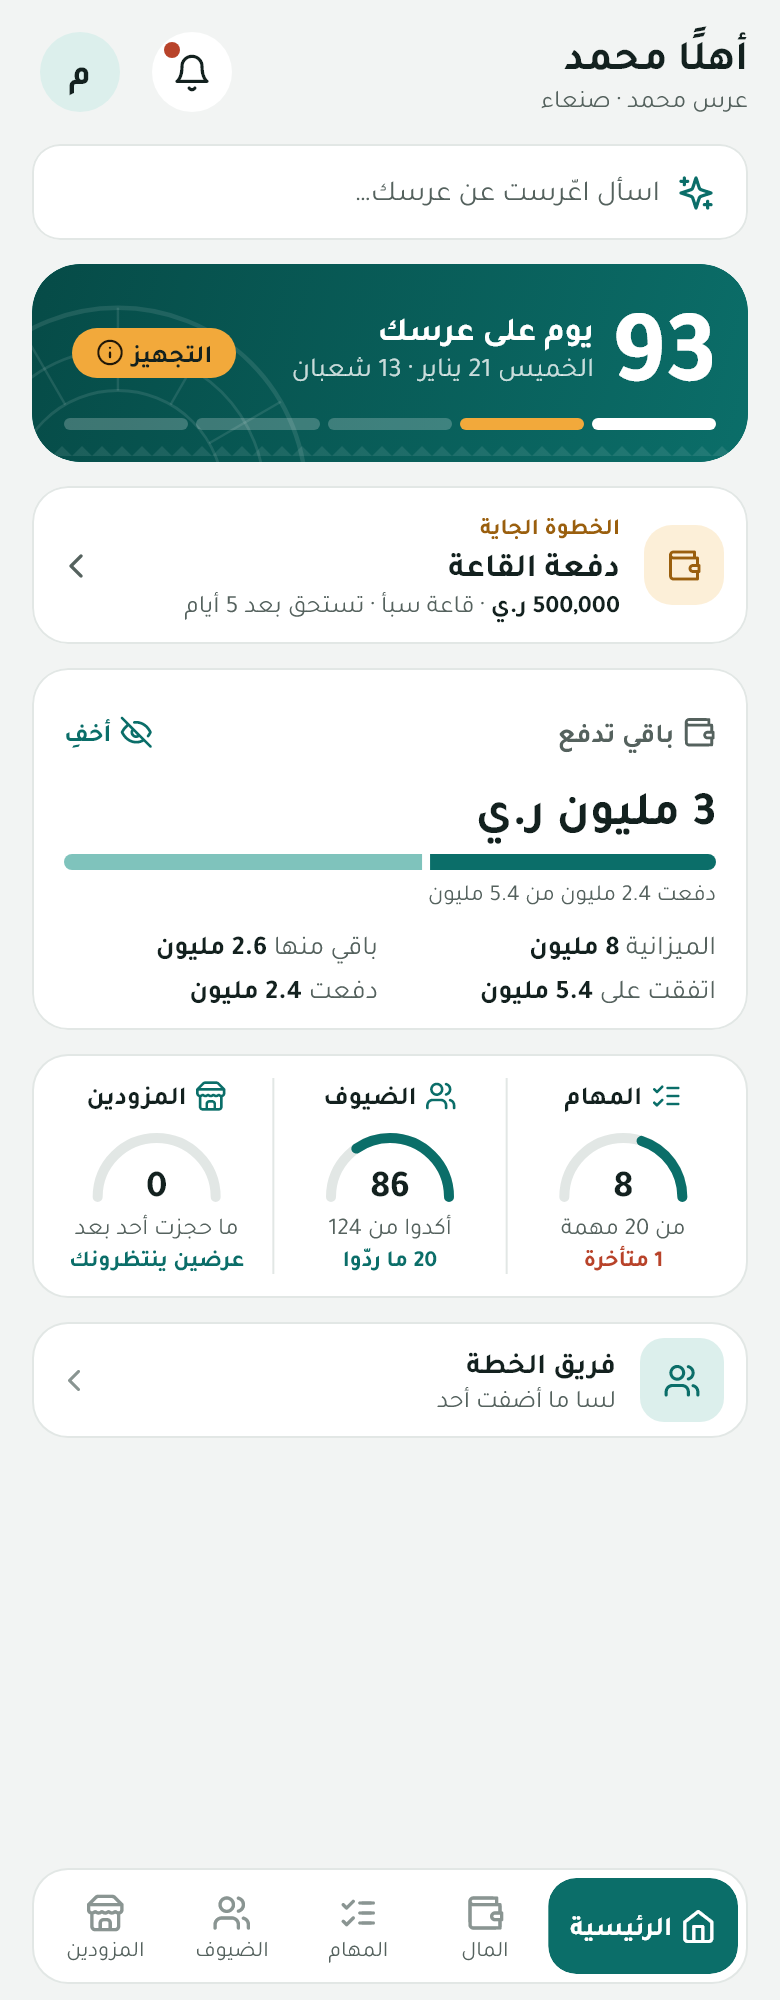 أهلًا محمد
عرس محمد · صنعاء
م
اسأل اعّرست عن عرسك...
93
يوم على عرسك
الخميس 21 يناير · 13 شعبان
التجهيز
الخطوة الجاية
دفعة القاعة
500,000 ر.ي · قاعة سبأ · تستحق بعد 5 أيام
باقي تدفع
أخفِ
3 مليون ر.ي
دفعت 2.4 مليون من 5.4 مليون
الميزانية 8 مليون
باقي منها 2.6 مليون
اتفقت على 5.4 مليون
دفعت 2.4 مليون
المهام
8
من 20 مهمة
1 متأخرة
الضيوف
86
أكدوا من 124
20 ما ردّوا
المزودين
0
ما حجزت أحد بعد
عرضين ينتظرونك
فريق الخطة
لسا ما أضفت أحد
الرئيسية
المال
المهام
الضيوف
المزودين